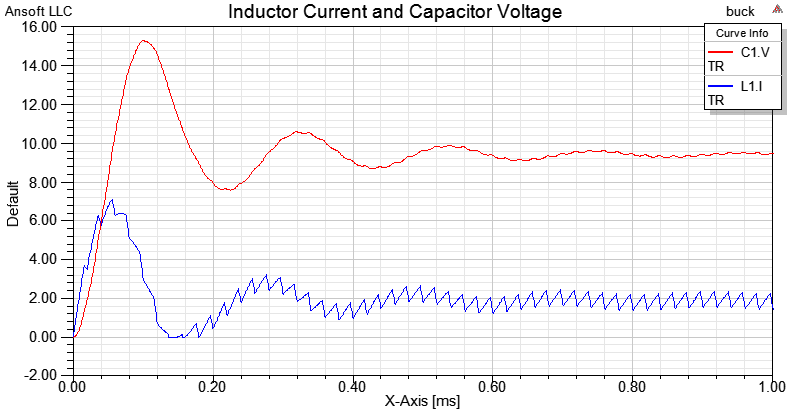 Ansoft LLC
Inductor Current and Capacitor Voltage
buck
Curve Info
C1.V
TR
L1.I
TR
16.00
14.00
12.00
10.00
8.00
6.00
4.00
2.00
0.00
-2.00
Default
0.00
0.20
0.40
0.60
0.80
1.00
X-Axis [ms]